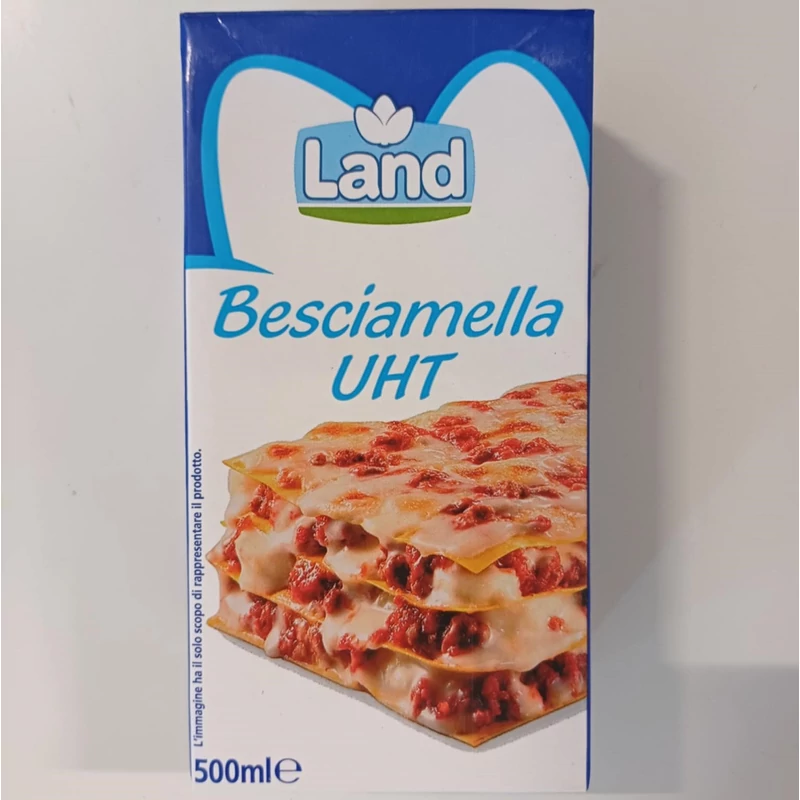 Land
Besciamella
UHT
L'immagine ha il solo scopo di rappresentare il prodotto.
500ml℮